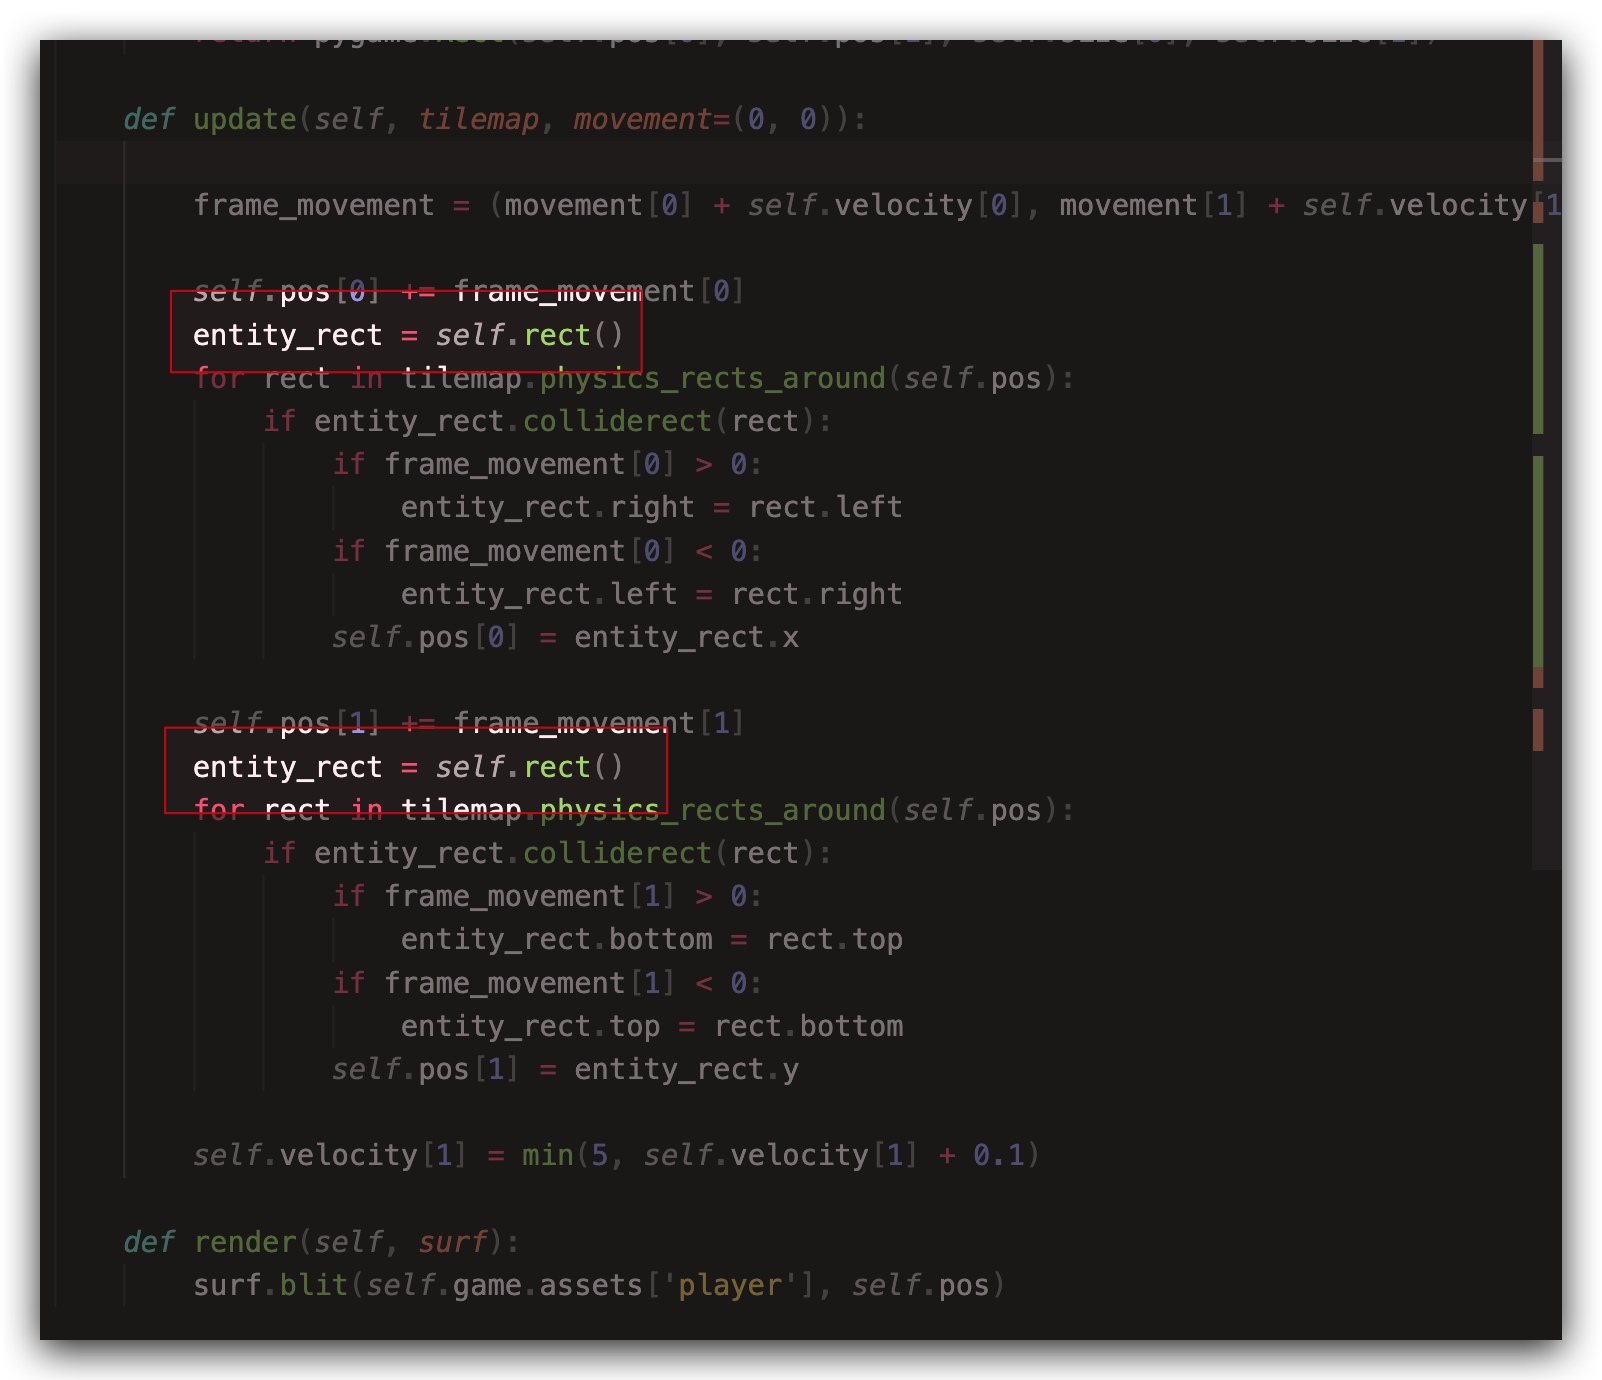 def update(self, tilemap, movement=(0, 0)):
frame_movement = (movement[0] + self.velocity[0], movement[1] + self.velocity[1
self.pos[0] += frame_movement[0]
entity_rect = self.rect()
for rect in tilemap.physics_rects_around(self.pos):
if entity_rect.colliderect(rect):
if frame_movement[0] > 0:
entity_rect.right = rect.left
if frame_movement[0] < 0:
entity_rect.left = rect.right
self.pos[0] = entity_rect.x
self.pos[1] += frame_movement[1]
entity_rect = self.rect()
for rect in tilemap.physics_rects_around(self.pos):
if entity_rect.colliderect(rect):
if frame_movement[1] > 0:
entity_rect.bottom = rect.top
if frame_movement[1] < 0:
entity_rect.top = rect.bottom
self.pos[1] = entity_rect.y
self.velocity[1] = min(5, self.velocity[1] + 0.1)
def render(self, surf):
surf.blit(self.game.assets['player'], self.pos)